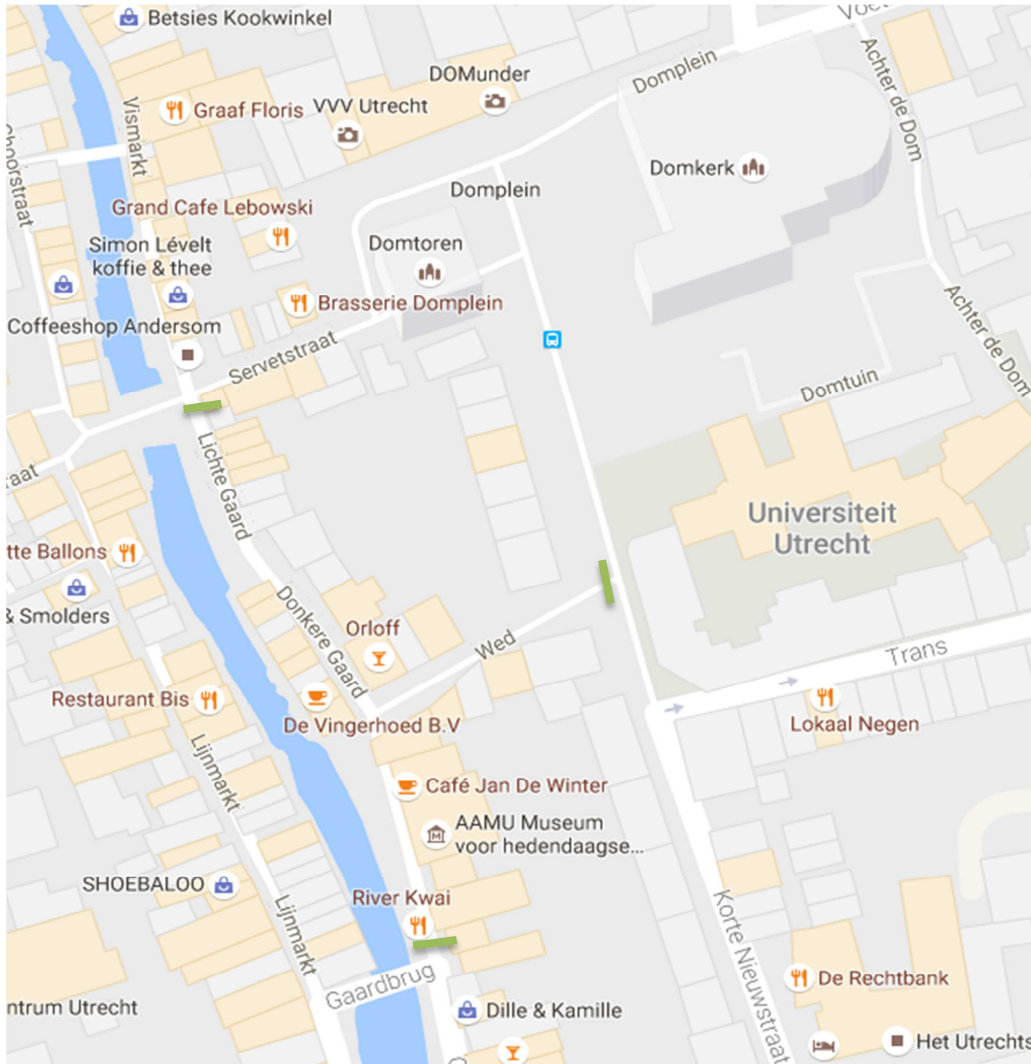 Betsies Kookwinkel
Achter de Dom
Vismarkt
DOMunder
Domplein
VVV Utrecht
Graaf Floris
Domkerk
Domplein
Grand Cafe Lebowski
Simon Lévelt
koffie & thee
Domtoren
Brasserie Domplein
Coffeeshop Andersom
Servetstraat
Achter de Dom
Domtuin
Lichte Gaard
Universiteit
Utrecht
& Smolders
Donkere Gaard
Orloff
Wed
Trans
Restaurant Bis
De Vingerhoed B.V
Lokaal Negen
Lijnmarkt
Café Jan De Winter
AAMU Museum
voor hedendaagse...
SHOEBALOO
River Kwai
Lijnmarkt
Korte Nieuwstraat
Gaardbrug
De Rechtbank
ntrum Utrecht
Dille & Kamille
Het Utrechts